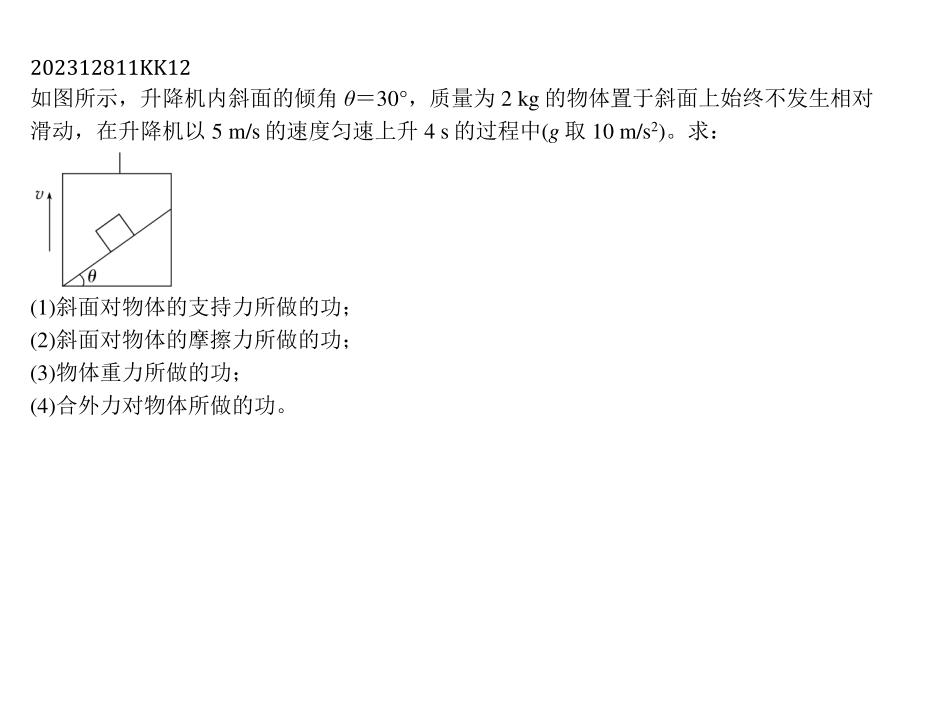 202312811KK12
如图所示，升降机内斜面的倾角 θ＝30°，质量为 2 kg 的物体置于斜面上始终不发生相对
滑动，在升降机以 5 m/s 的速度匀速上升 4 s 的过程中(g 取 10 m/s²)。求：
v
θ
(1)斜面对物体的支持力所做的功；
(2)斜面对物体的摩擦力所做的功；
(3)物体重力所做的功；
(4)合外力对物体所做的功。